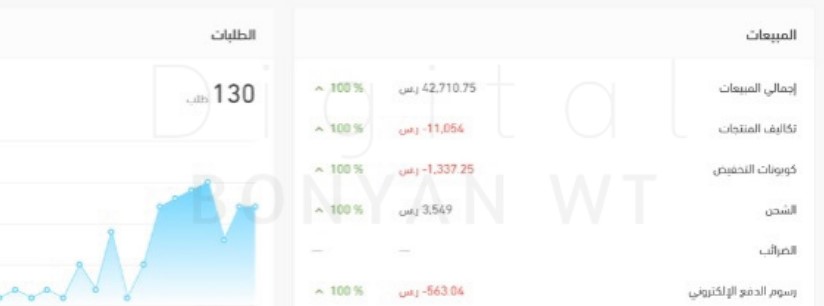 المبيعات
إجمالي المبيعات 42,710.75 ر.س 100 %
تكاليف المنتجات -11,054 ر.س 100 %
كوبونات التخفيض -1,337.25 ر.س 100 %
الشحن 3,549 ر.س 100 %
الضرائب — —
رسوم الدفع الإلكتروني -563.04 ر.س 100 %
الطلبات
130 طلب
Digital
BONYAN WT